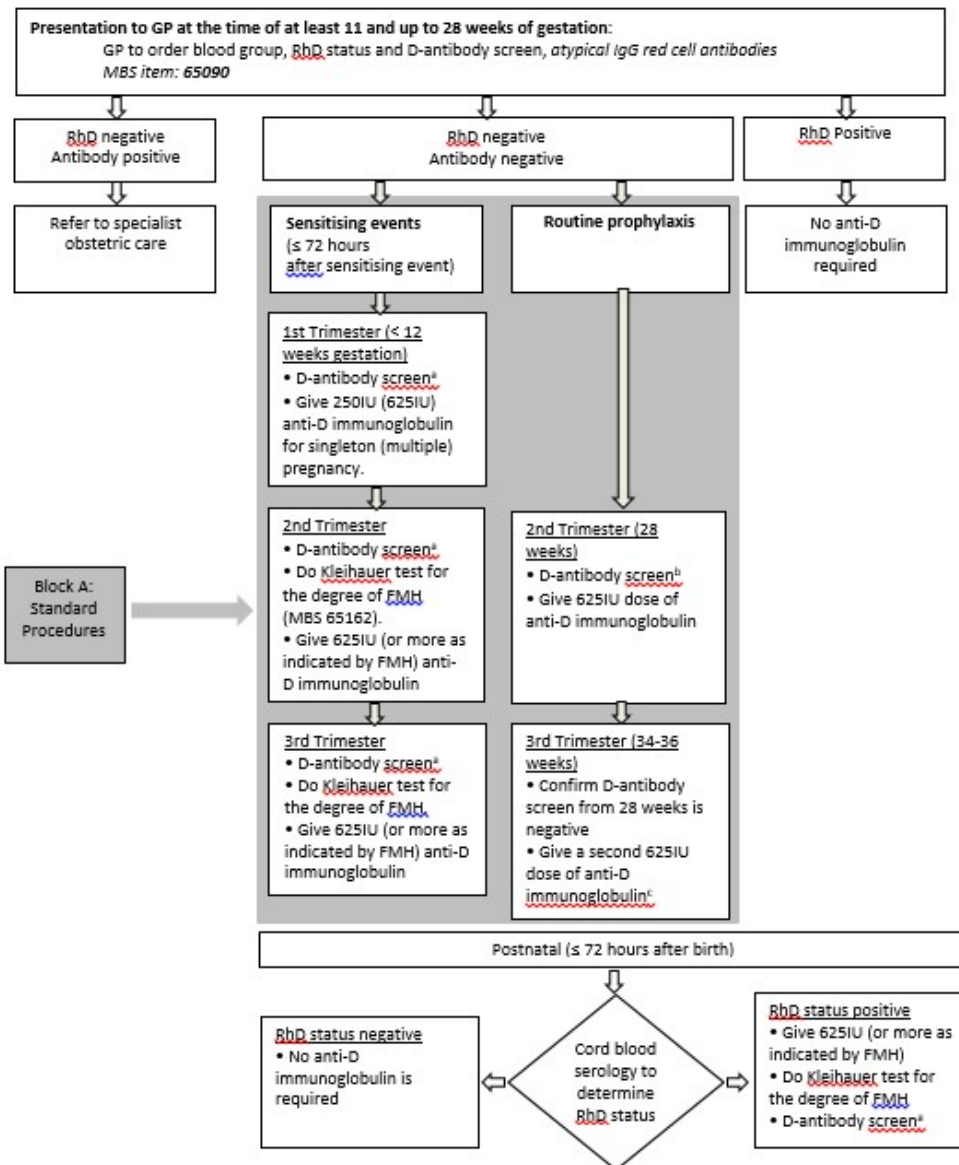 Presentation to GP at the time of at least 11 and up to 28 weeks of gestation:
GP to order blood group, RhD status and D-antibody screen, atypical IgG red cell antibodies
MBS item: 65090
RhD negative
Antibody positive
RhD negative
Antibody negative
RhD Positive
Refer to specialist
obstetric care
Sensitising events
(≤ 72 hours
after sensitising event)
Routine prophylaxis
No anti-D
immunoglobulin
required
1st Trimester (< 12
weeks gestation)
• D-antibody screenª
• Give 250IU (625IU)
anti-D immunoglobulin
for singleton (multiple)
pregnancy.
Block A:
Standard
Procedures
2nd Trimester
• D-antibody screenª
• Do Kleihauer test for
the degree of FMH
(MBS 65162).
• Give 625IU (or more as
indicated by FMH) anti-
D immunoglobulin
2nd Trimester (28
weeks)
• D-antibody screenᵇ
• Give 625IU dose of
anti-D immunoglobulin
3rd Trimester
• D-antibody screenª
• Do Kleihauer test for
the degree of FMH.
• Give 625IU (or more as
indicated by FMH) anti-D
immunoglobulin
3rd Trimester (34-36
weeks)
• Confirm D-antibody
screen from 28 weeks is
negative
• Give a second 625IU
dose of anti-D
immunoglobulinᶜ
Postnatal (≤ 72 hours after birth)
RhD status negative
• No anti-D
immunoglobulin is
required
Cord blood
serology to
determine
RhD status
RhD status positive
• Give 625IU (or more as
indicated by FMH)
• Do Kleihauer test for
the degree of FMH
• D-antibody screenª